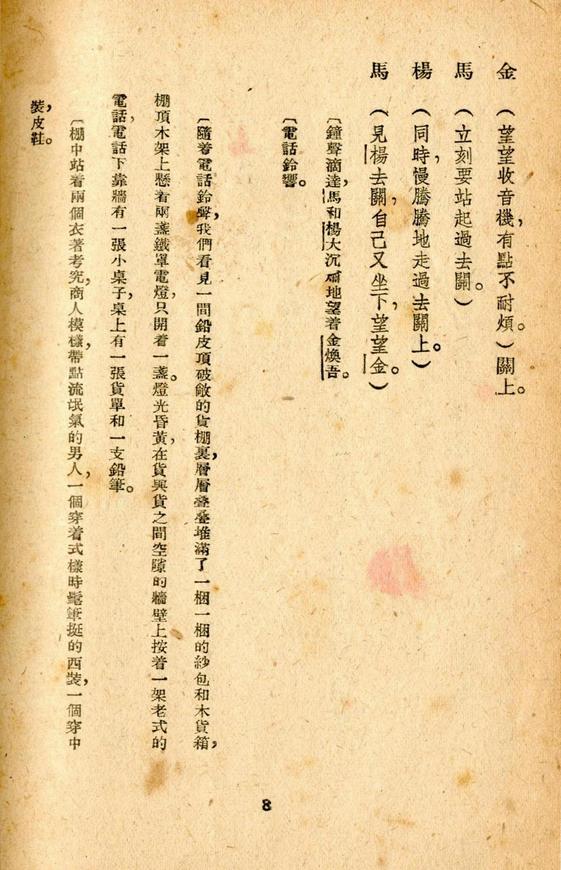 金　（望望收音機，有點不耐煩。）關上。
馬　（立刻要站起過去關。）
楊　（同時，慢騰騰地走過去關上。）
馬　（見楊去關，自己又坐下，望望金。）
〔鐘聲滴達，馬和楊大沉頑地望着金煥吾。
〔電話鈴響。
〔隨着電話鈴聲，我們看見一間鉛皮頂破敝的貨棚，裏層層叠叠堆滿了一梱一梱的紗包和木貨箱，
棚頂木架上懸着兩盞鐵罩電燈，只開着一盞。燈光昏黃，在貨與貨之間空隙的牆壁上按着一架老式的
電話，電話下靠牆有一張小桌子，桌上有一張貨單和一支鉛筆。
〔棚中站着兩個衣著考究，商人模樣，帶點流氓氣的男人，一個穿着式樣時髦筆挺的西裝，一個穿中
裝，皮鞋。
8